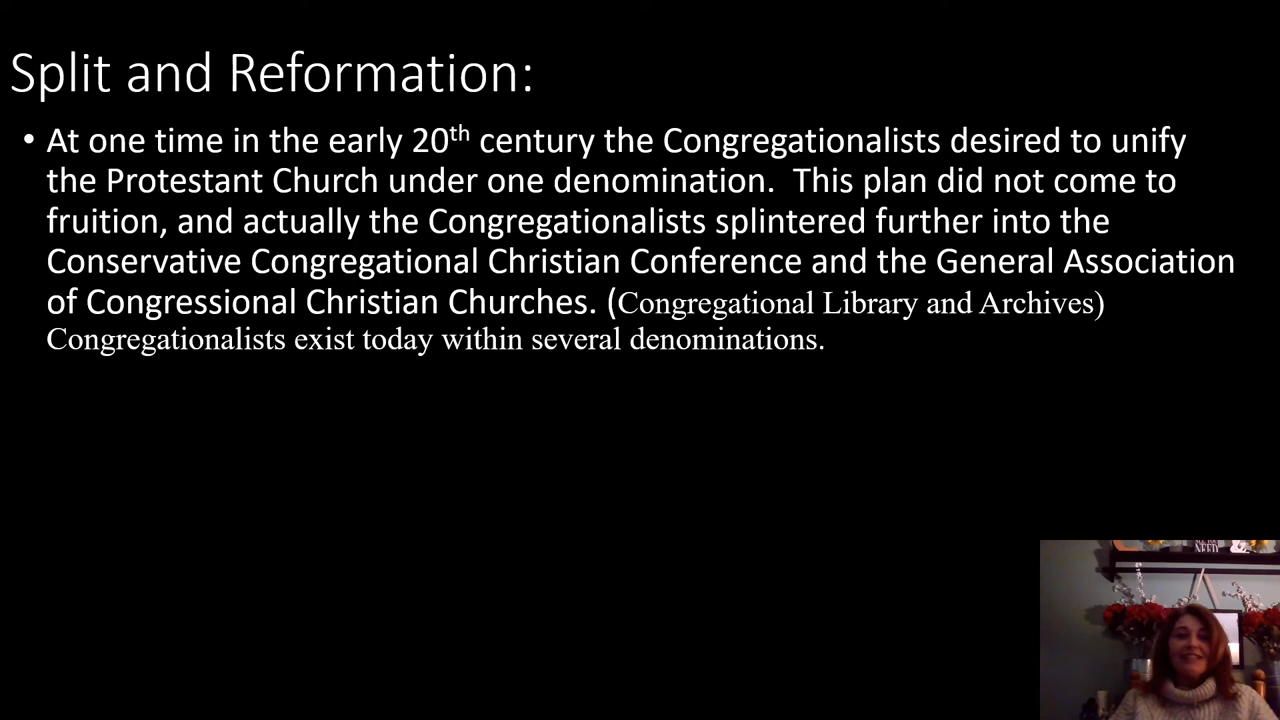 Split and Reformation:
• At one time in the early 20th century the Congregationalists desired to unify
the Protestant Church under one denomination.  This plan did not come to
fruition, and actually the Congregationalists splintered further into the
Conservative Congregational Christian Conference and the General Association
of Congressional Christian Churches. (Congregational Library and Archives)
Congregationalists exist today within several denominations.
NEED